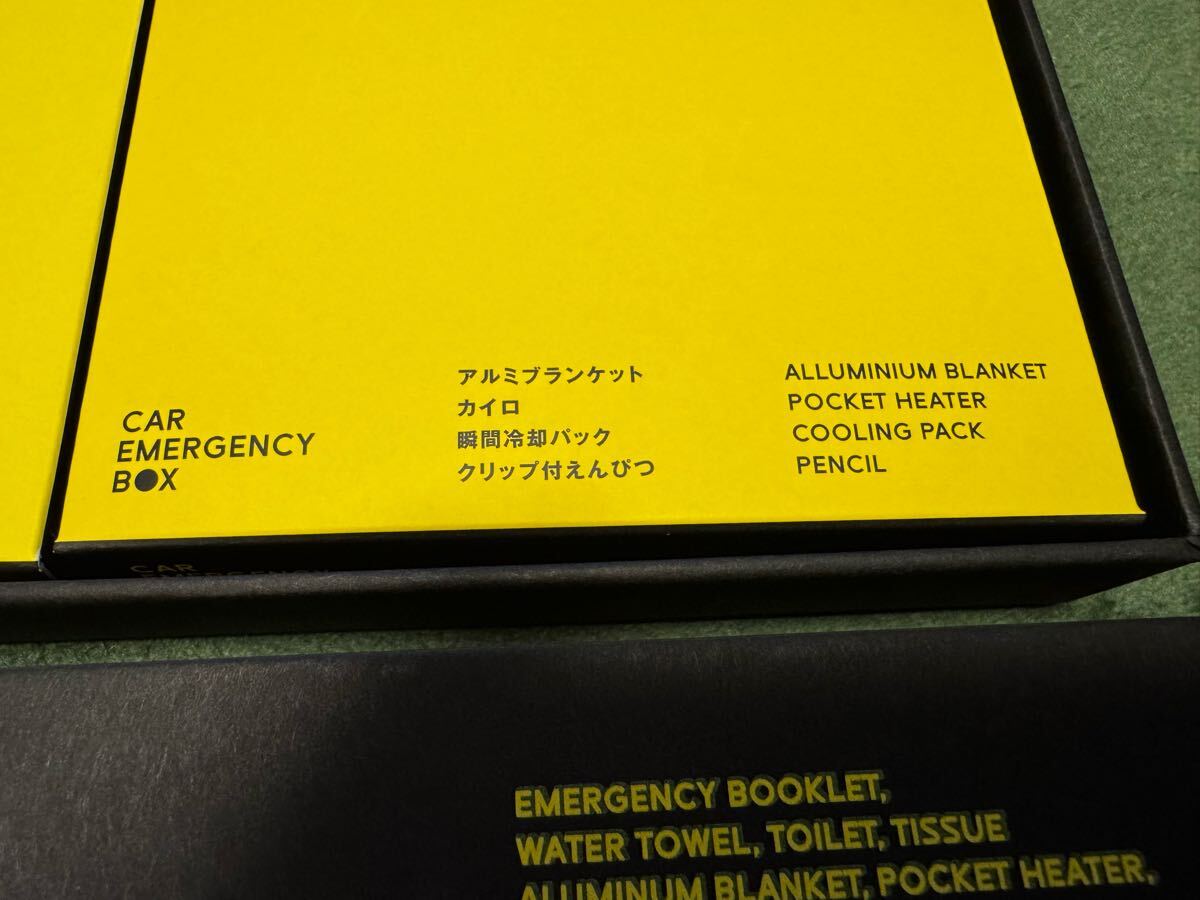 CAR
EMERGENCY
BOX
アルミブランケット
カイロ
瞬間冷却パック
クリップ付えんぴつ
ALLUMINIUM BLANKET
POCKET HEATER
COOLING PACK
PENCIL
CAR
EMERGENCY
EMERGENCY BOOKLET,
WATER TOWEL, TOILET, TISSUE
ALUMINUM BLANKET, POCKET HEATER,